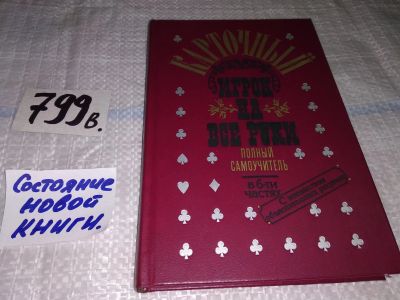 799в.
Состояние
новой
книги.
КАРТОЧНЫЙ
ИГРОК
НА
ВСЕ РУКИ
ПОЛНЫЙ
САМОУЧИТЕЛЬ
в 6-ти
частях